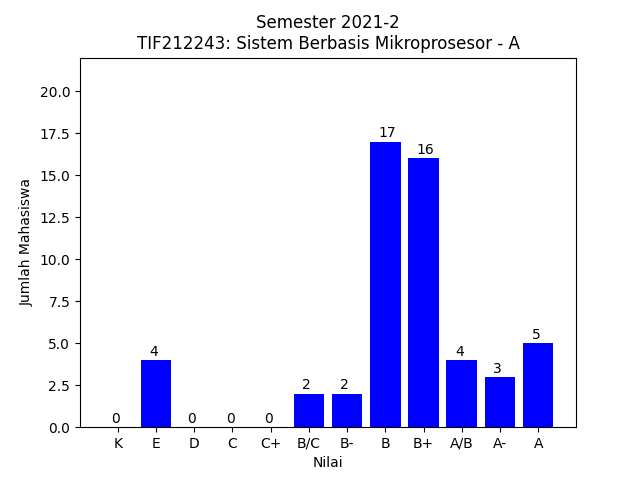 Semester 2021-2
TIF212243: Sistem Berbasis Mikroprosesor - A
Jumlah Mahasiswa
20.0
17.5
15.0
12.5
10.0
7.5
5.0
2.5
0.0
0 4 0 0 0 2 2 17 16 4 3 5
K E D C C+ B/C B- B B+ A/B A- A
Nilai